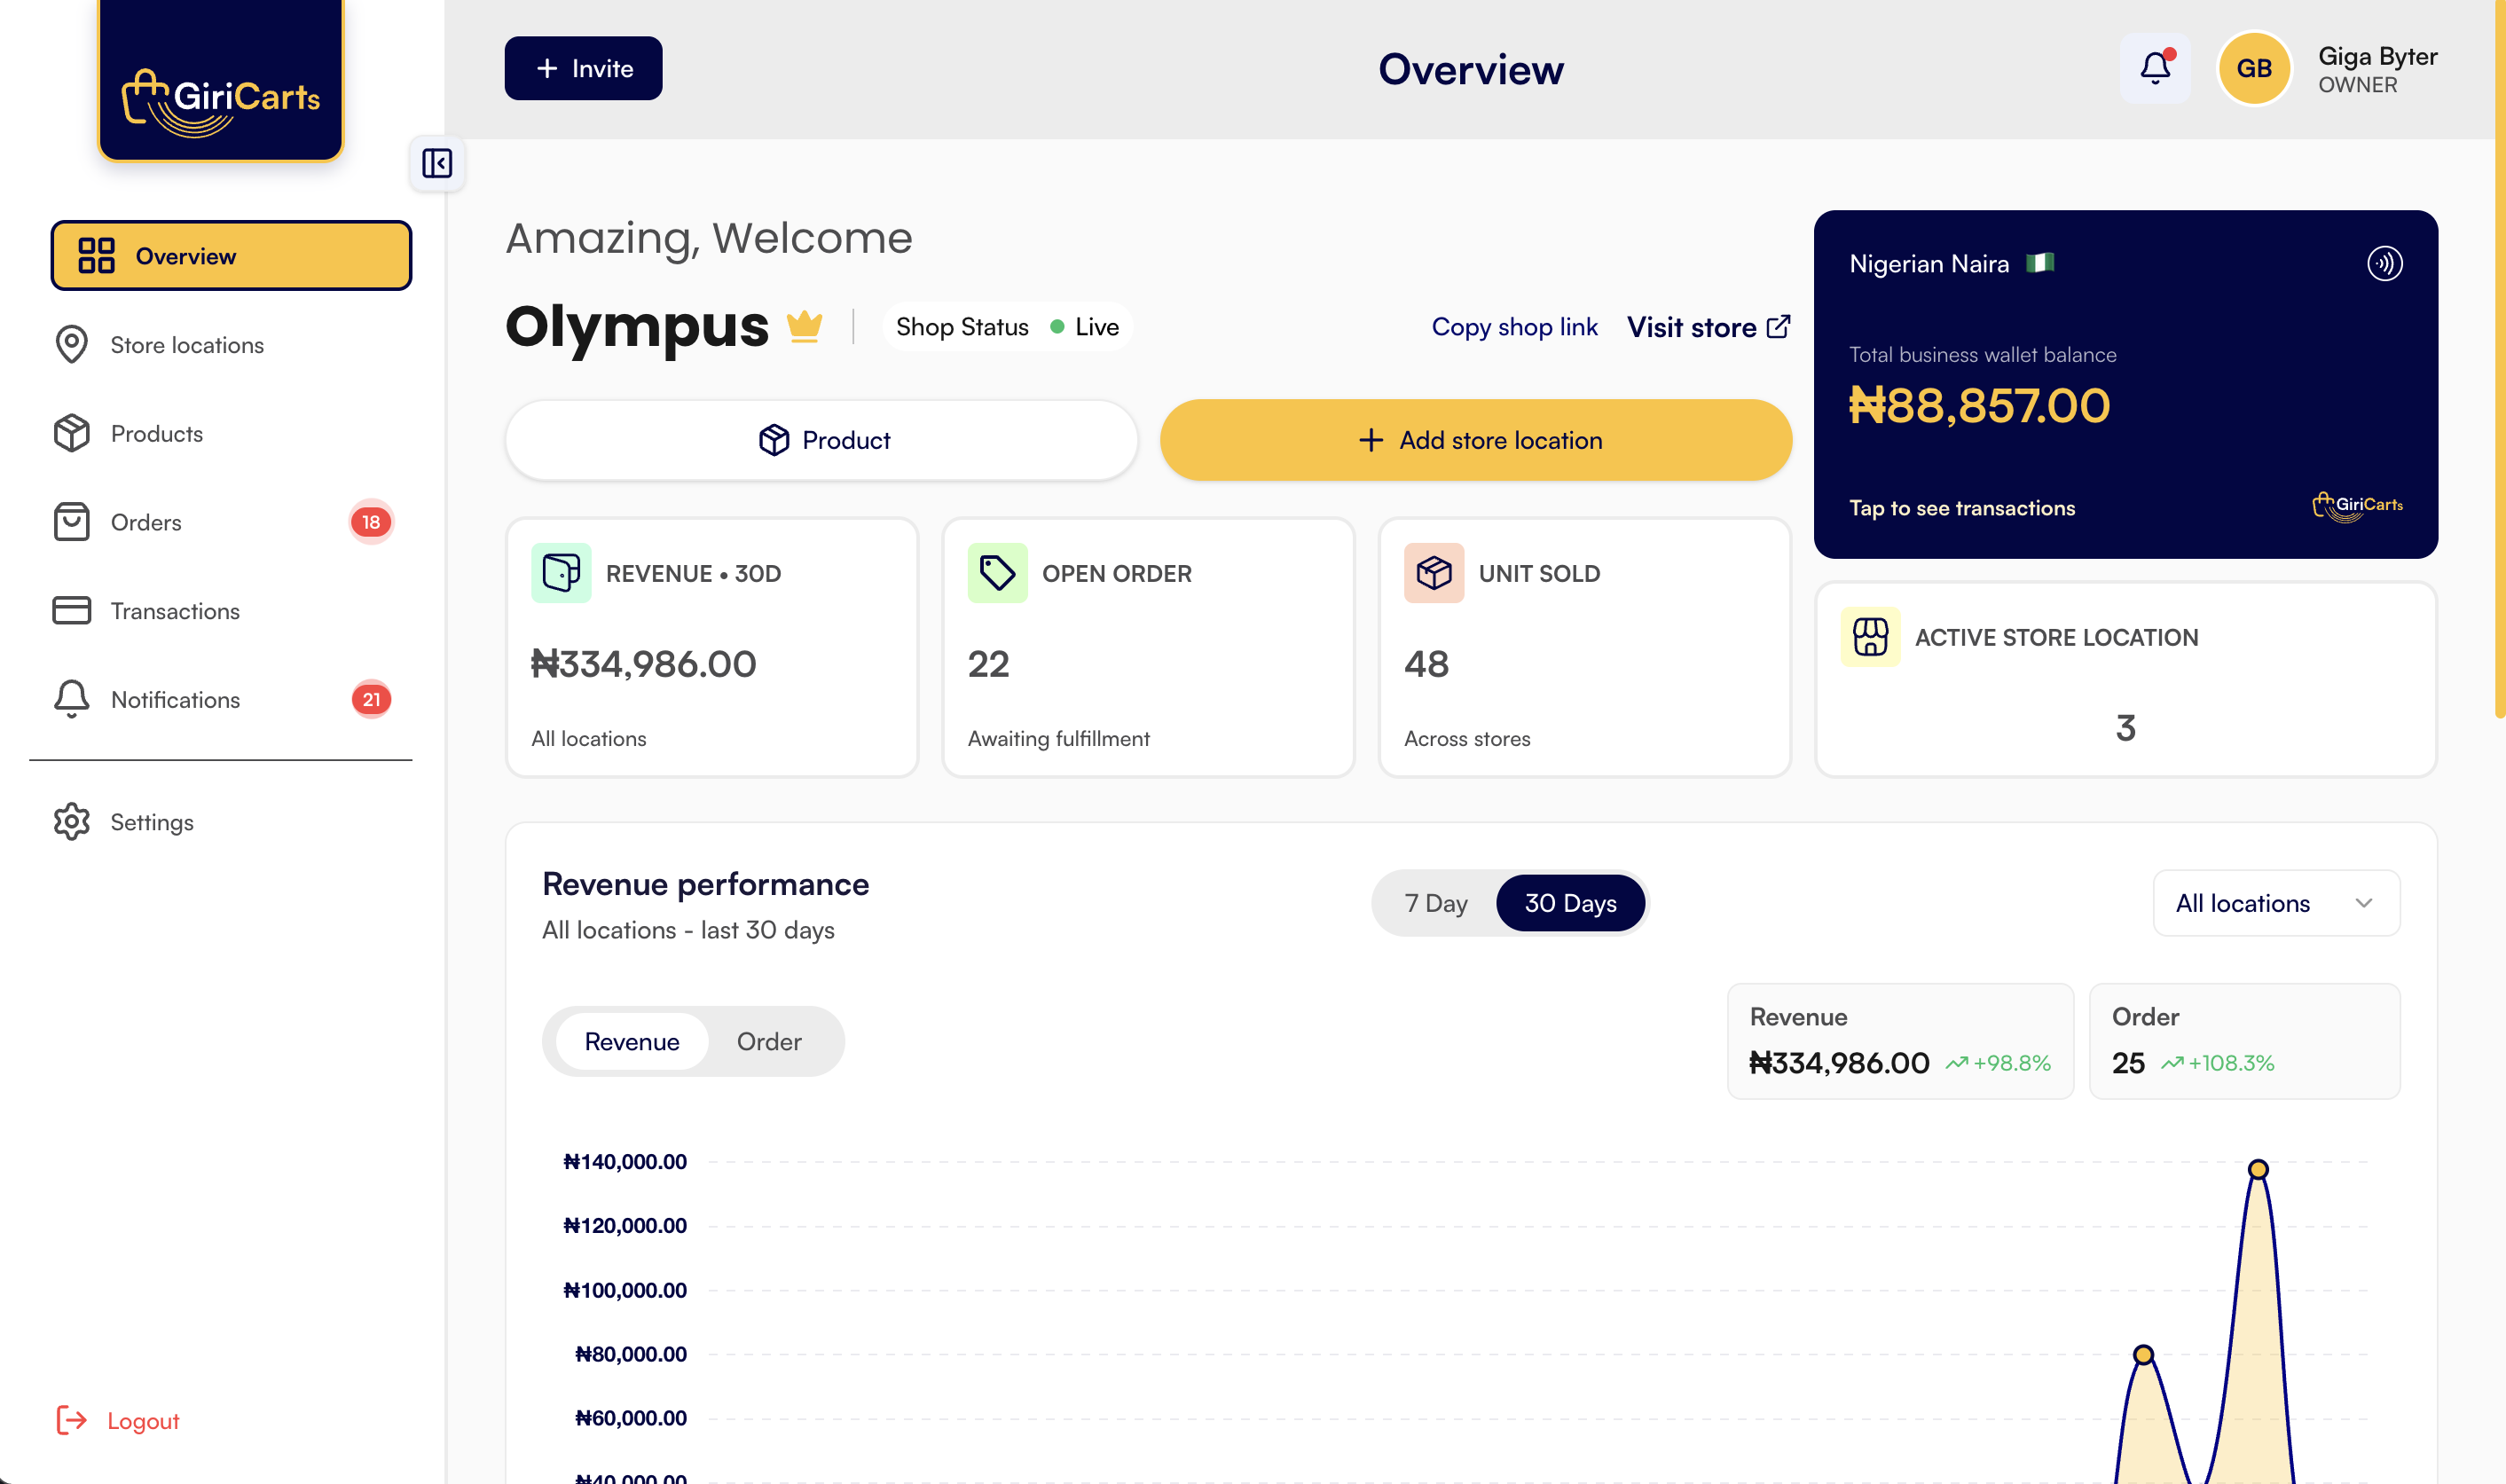 GiriCarts
Overview
Store locations
Products
Orders 18
Transactions
Notifications 21
Settings
Logout
+ Invite
Overview
GB
Giga Byter
OWNER
Amazing, Welcome
Olympus
Shop Status Live
Copy shop link
Visit store
Product
+ Add store location
Nigerian Naira
Total business wallet balance
₦88,857.00
Tap to see transactions
GiriCarts
REVENUE • 30D
₦334,986.00
All locations
OPEN ORDER
22
Awaiting fulfillment
UNIT SOLD
48
Across stores
ACTIVE STORE LOCATION
3
Revenue performance
All locations - last 30 days
7 Day 30 Days
All locations
Revenue Order
Revenue
₦334,986.00 +98.8%
Order
25 +108.3%
₦140,000.00
₦120,000.00
₦100,000.00
₦80,000.00
₦60,000.00
₦40,000.00